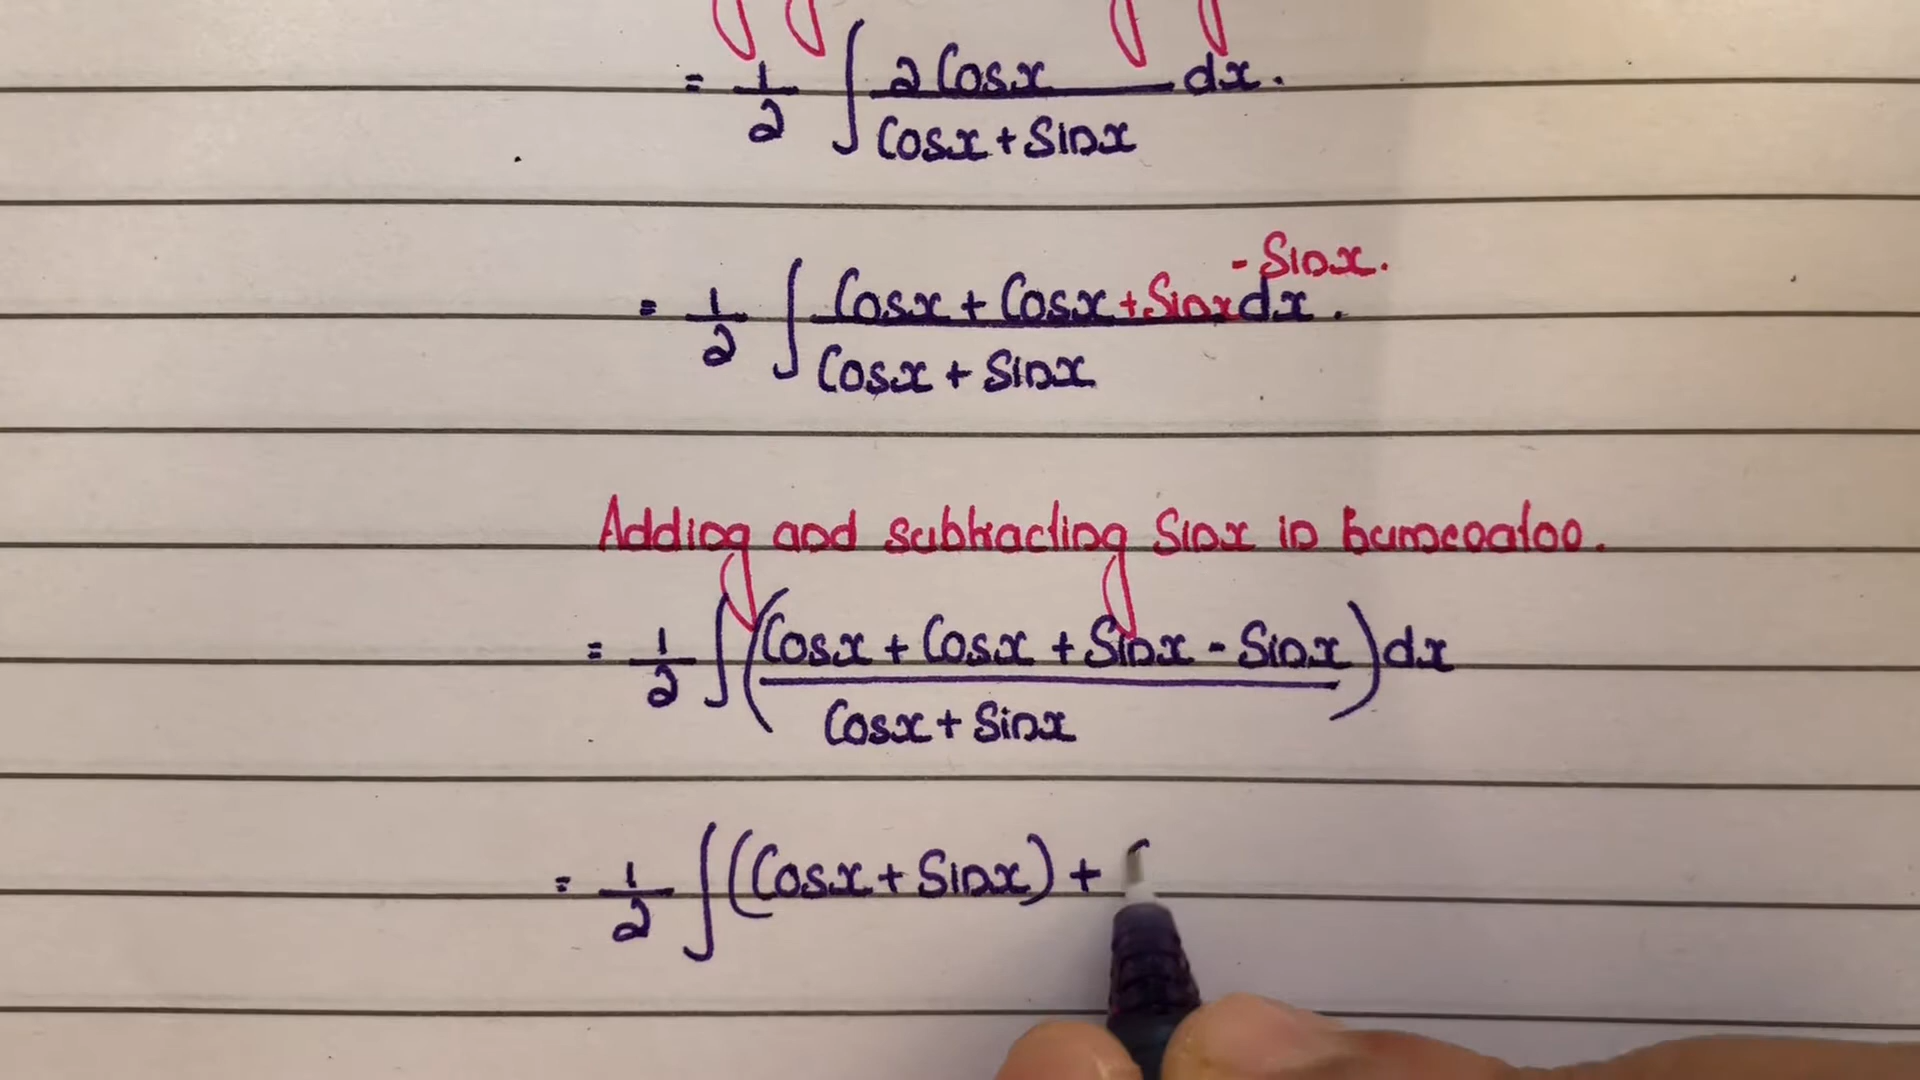 = 1/2 ∫ 2 Cosx / Cosx + Sinx dx.
- Sinx.
= 1/2 ∫ Cosx + Cosx + Sinx / Cosx + Sinx dx.
Adding and subtracting Sinx in
= 1/2 ∫ (Cosx + Cosx + Sinx - Sinx / Cosx + Sinx) dx
= 1/2 ∫ (Cosx + Sinx) +